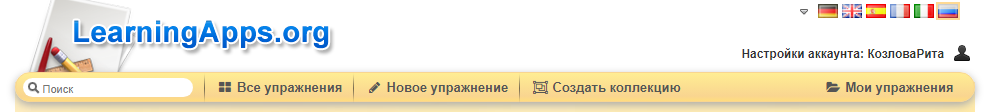 LearningApps.org
Настройки аккаунта: КозловаРита
Поиск
Все упражнения
Новое упражнение
Создать коллекцию
Мои упражнения